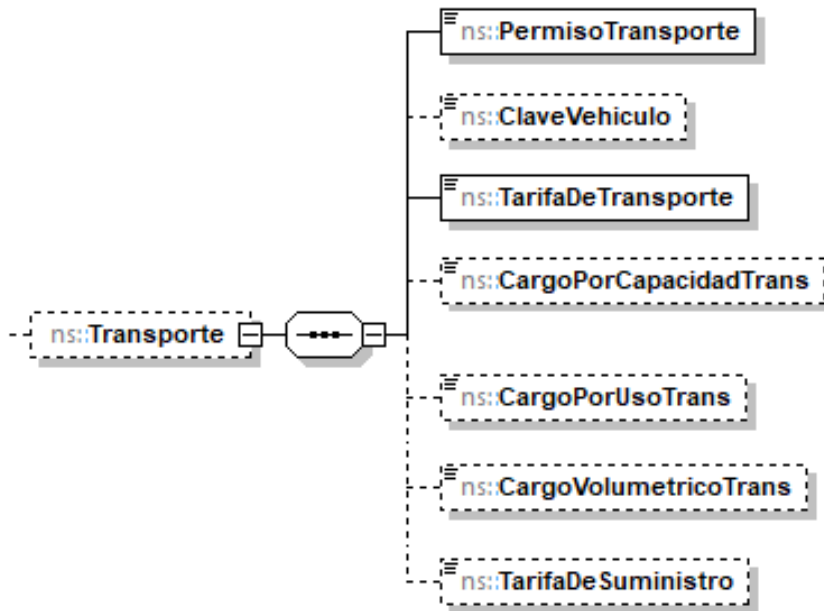 ns::PermisoTransporte
ns::ClaveVehiculo
ns::TarifaDeTransporte
ns::CargoPorCapacidadTrans
ns::Transporte
ns::CargoPorUsoTrans
ns::CargoVolumetricoTrans
ns::TarifaDeSuministro